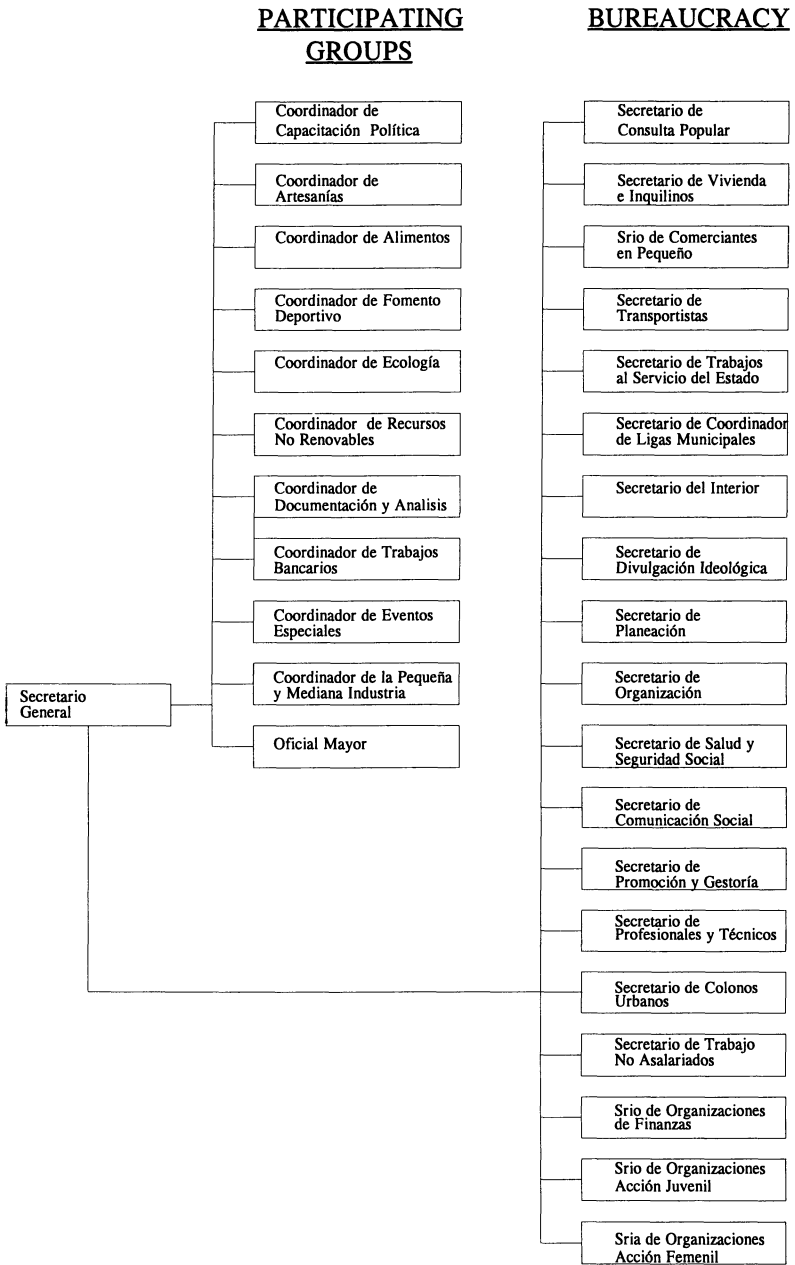 PARTICIPATING
GROUPS
Coordinador de
Capacitación Política
Coordinador de
Artesanías
Coordinador de Alimentos
Coordinador de Fomento
Deportivo
Coordinador de Ecología
Coordinador de Recursos
No Renovables
Coordinador de
Documentación y Analisis
Coordinador de Trabajos
Bancarios
Coordinador de Eventos
Especiales
Coordinador de la Pequeña
y Mediana Industria
Oficial Mayor
Secretario
General
BUREAUCRACY
Secretario de
Consulta Popular
Secretario de Vivienda
e Inquilinos
Srio de Comerciantes
en Pequeño
Secretario de
Transportistas
Secretario de Trabajos
al Servicio del Estado
Secretario de Coordinador
de Ligas Municipales
Secretario del Interior
Secretario de
Divulgación Ideológica
Secretario de
Planeación
Secretario de
Organización
Secretario de Salud y
Seguridad Social
Secretario de
Comunicación Social
Secretario de
Promoción y Gestoría
Secretario de
Profesionales y Técnicos
Secretario de Colonos
Urbanos
Secretario de Trabajo
No Asalariados
Srio de Organizaciones
de Finanzas
Srio de Organizaciones
Acción Juvenil
Sria de Organizaciones
Acción Femenil